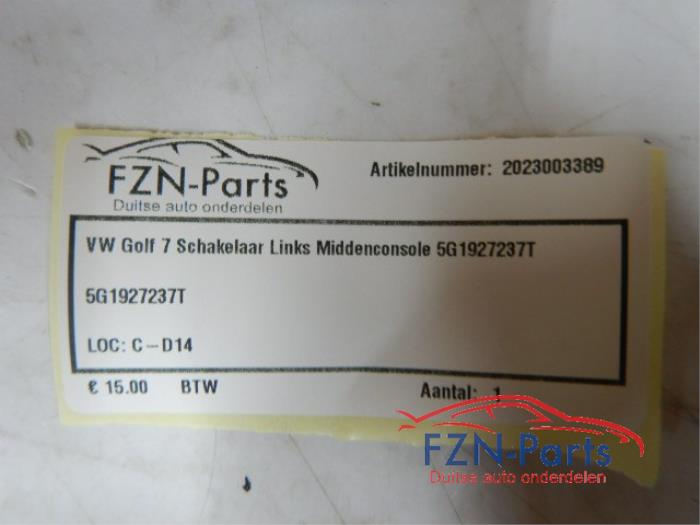 FZN-Parts
Duitse auto onderdelen
Artikelnummer: 2023003389
VW Golf 7 Schakelaar Links Middenconsole 5G1927237T
5G1927237T
LOC: C-D14
€ 15.00 BTW Aantal: 1
FZN-Parts
Duitse auto onderdelen